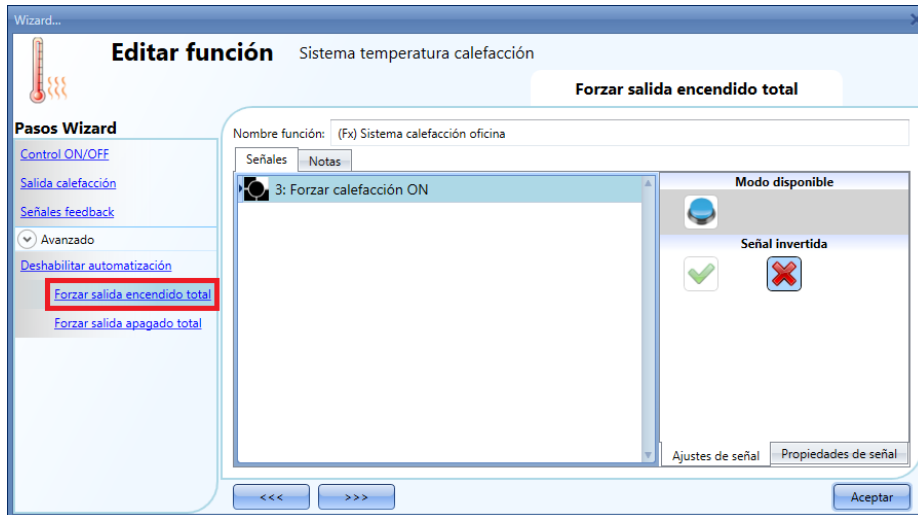 Wizard...
Editar función Sistema temperatura calefacción
Forzar salida encendido total
Pasos Wizard
Control ON/OFF
Salida calefacción
Señales feedback
Avanzado
Deshabilitar automatización
Forzar salida encendido total
Forzar salida apagado total
Nombre función: (Fx) Sistema calefacción oficina
Señales Notas
3: Forzar calefacción ON
Modo disponible
Señal invertida
Ajustes de señal Propiedades de señal
<<< >>> Aceptar